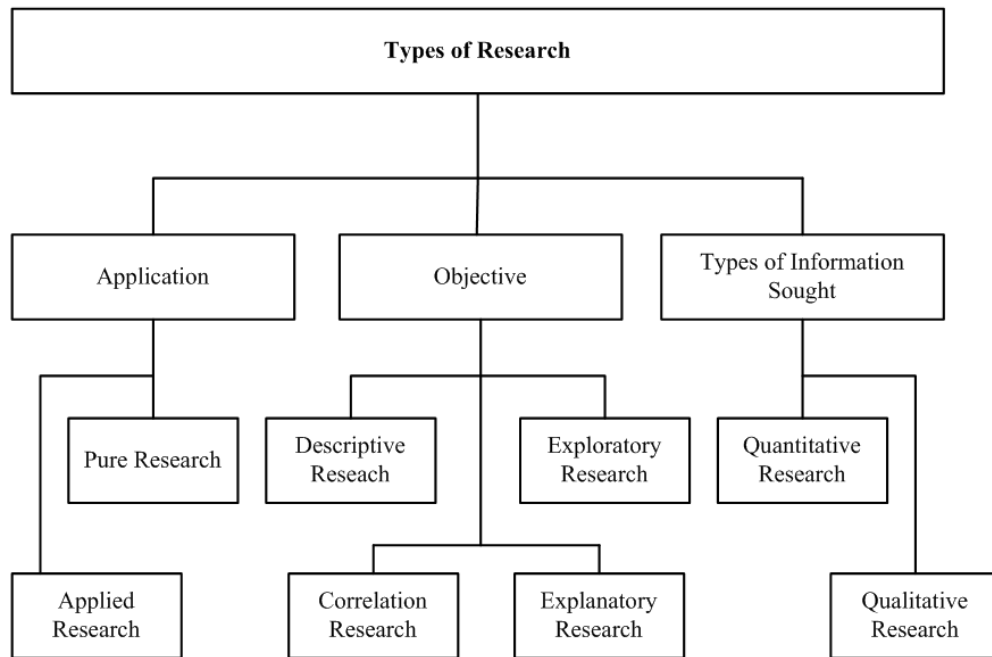 Types of Research
Application
Objective
Types of Information
Sought
Pure Research
Descriptive
Reseach
Exploratory
Research
Quantitative
Research
Applied
Research
Correlation
Research
Explanatory
Research
Qualitative
Research